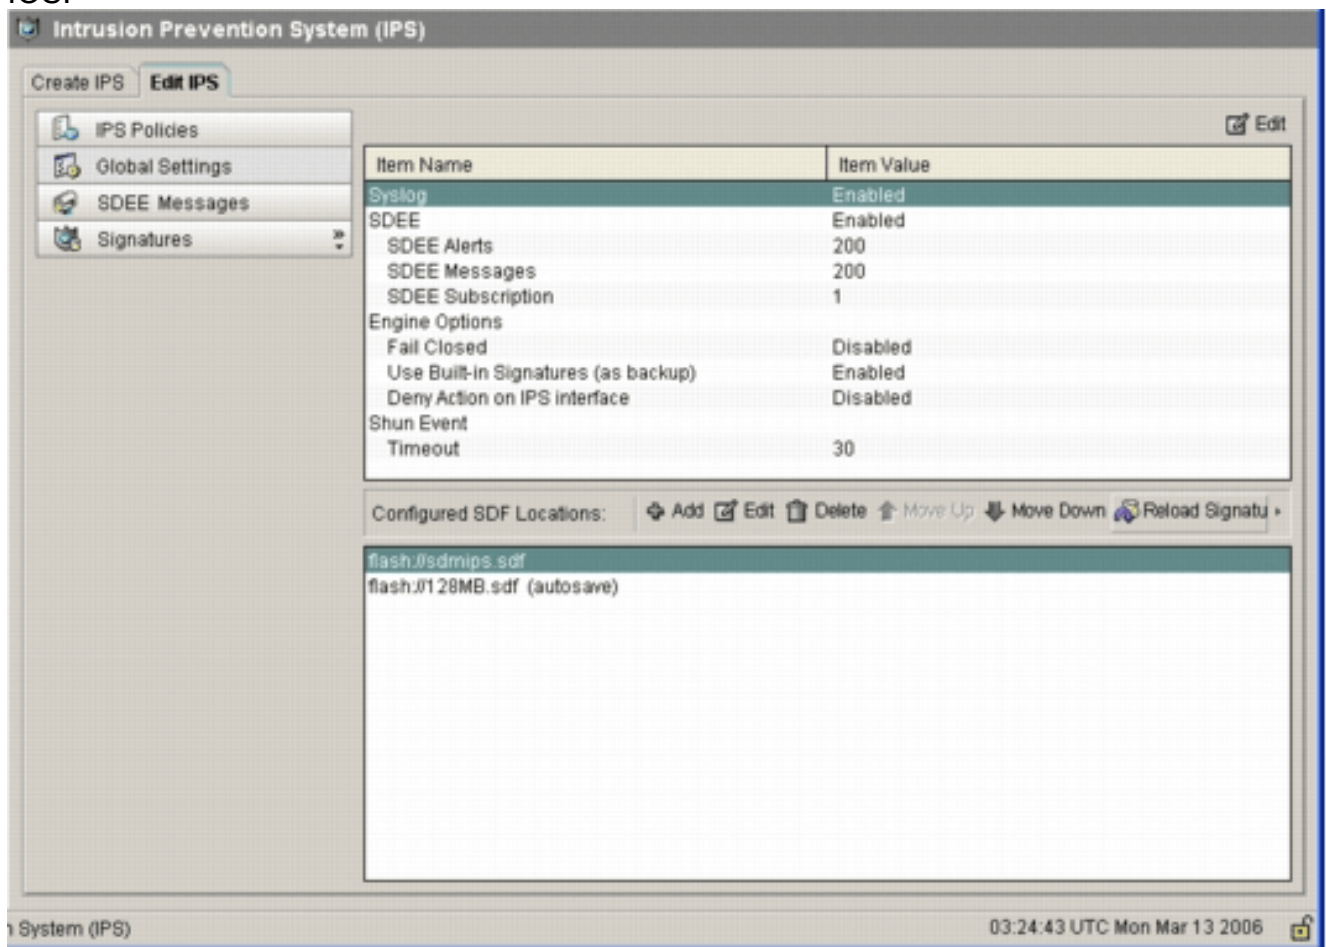 Intrusion Prevention System (IPS)
Create IPS Edit IPS
IPS Policies
Global Settings
SDEE Messages
Signatures
Edit
Item Name Item Value
Syslog Enabled
SDEE Enabled
SDEE Alerts 200
SDEE Messages 200
SDEE Subscription 1
Engine Options
Fail Closed Disabled
Use Built-in Signatures (as backup) Enabled
Deny Action on IPS interface Disabled
Shun Event
Timeout 30
Configured SDF Locations: Add Edit Delete Move Up Move Down Reload Signatu
flash://sdmips.sdf
flash://128MB.sdf (autosave)
System (IPS) 03:24:43 UTC Mon Mar 13 2006